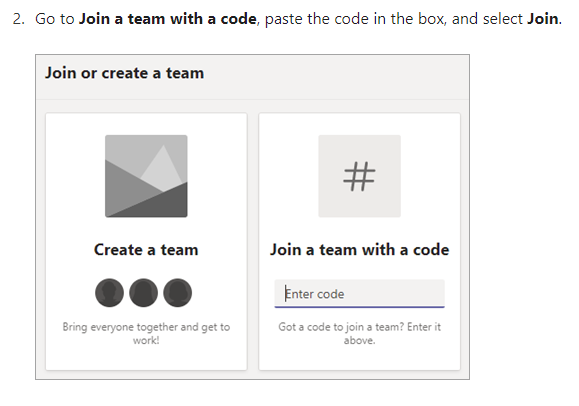 2. Go to Join a team with a code, paste the code in the box, and select Join.
Join or create a team
#
Create a team
Bring everyone together and get to
work!
Join a team with a code
Enter code
Got a code to join a team? Enter it
above.